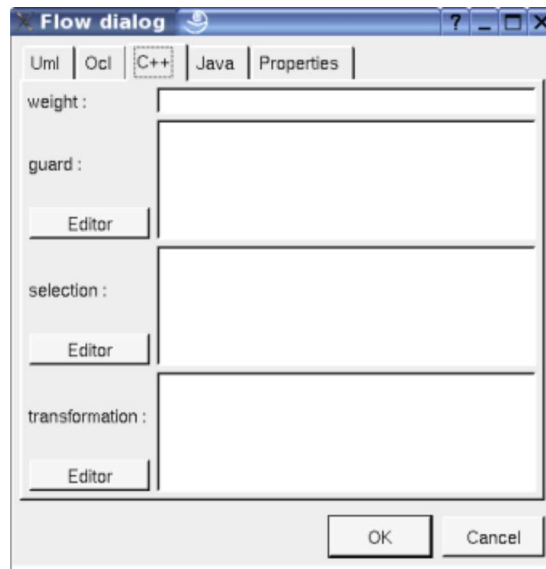 Flow dialog
Uml Ocl C++ Java Properties
weight :
guard :
Editor
selection :
Editor
transformation :
Editor
OK Cancel